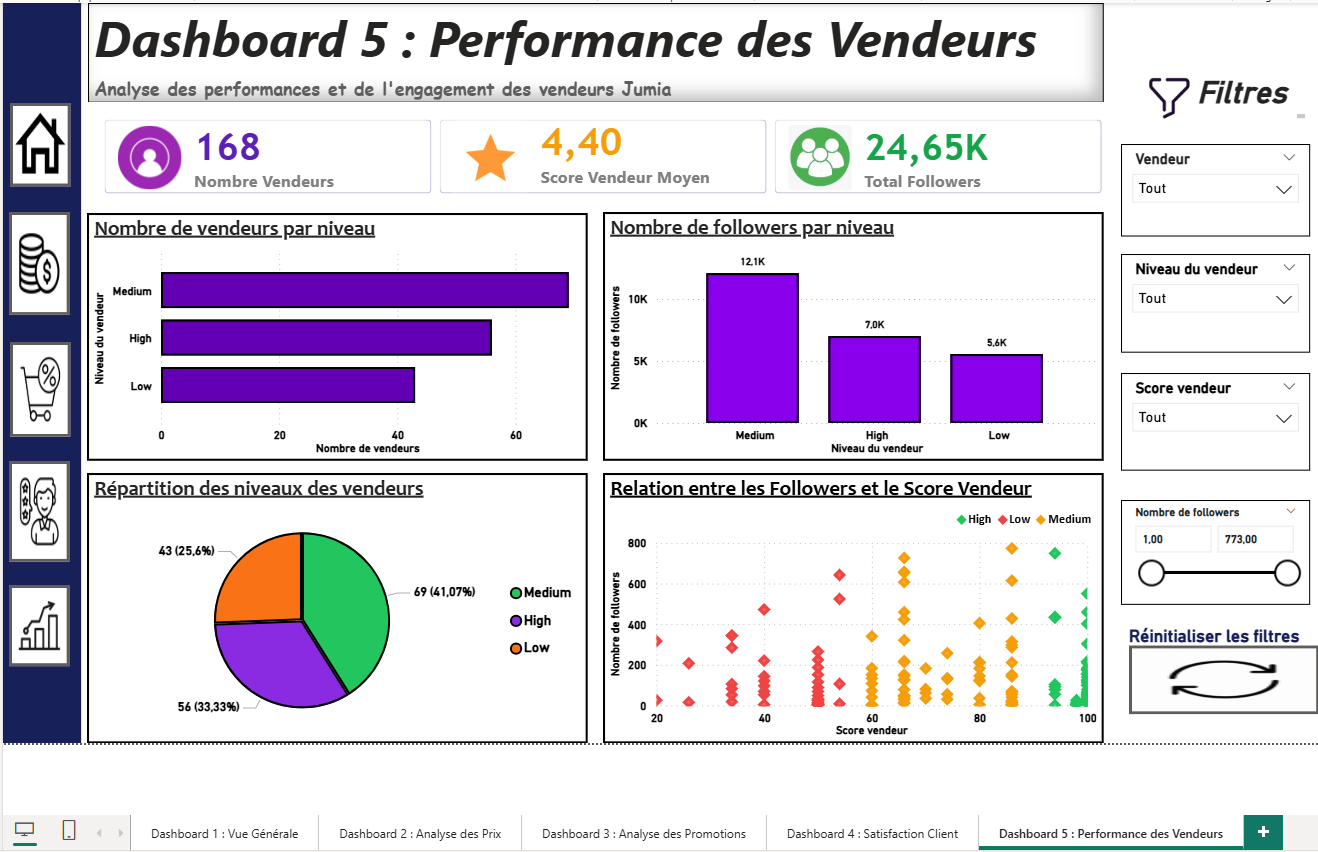 Dashboard 5 : Performance des Vendeurs
Analyse des performances et de l'engagement des vendeurs Jumia
Filtres
168
Nombre Vendeurs
4,40
Score Vendeur Moyen
24,65K
Total Followers
Vendeur
Tout
Niveau du vendeur
Tout
Score vendeur
Tout
Nombre de followers
1,00
773,00
Réinitialiser les filtres
Nombre de vendeurs par niveau
Niveau du vendeur
Medium
High
Low
0
20
40
60
Nombre de vendeurs
Nombre de followers par niveau
Nombre de followers
10K
5K
0K
12,1K
7,0K
5,6K
Medium
High
Low
Niveau du vendeur
Répartition des niveaux des vendeurs
43 (25,6%)
69 (41,07%)
56 (33,33%)
Medium
High
Low
Relation entre les Followers et le Score Vendeur
High
Low
Medium
Nombre de followers
800
600
400
200
0
20
40
60
80
100
Score vendeur
Dashboard 1 : Vue Générale
Dashboard 2 : Analyse des Prix
Dashboard 3 : Analyse des Promotions
Dashboard 4 : Satisfaction Client
Dashboard 5 : Performance des Vendeurs
+